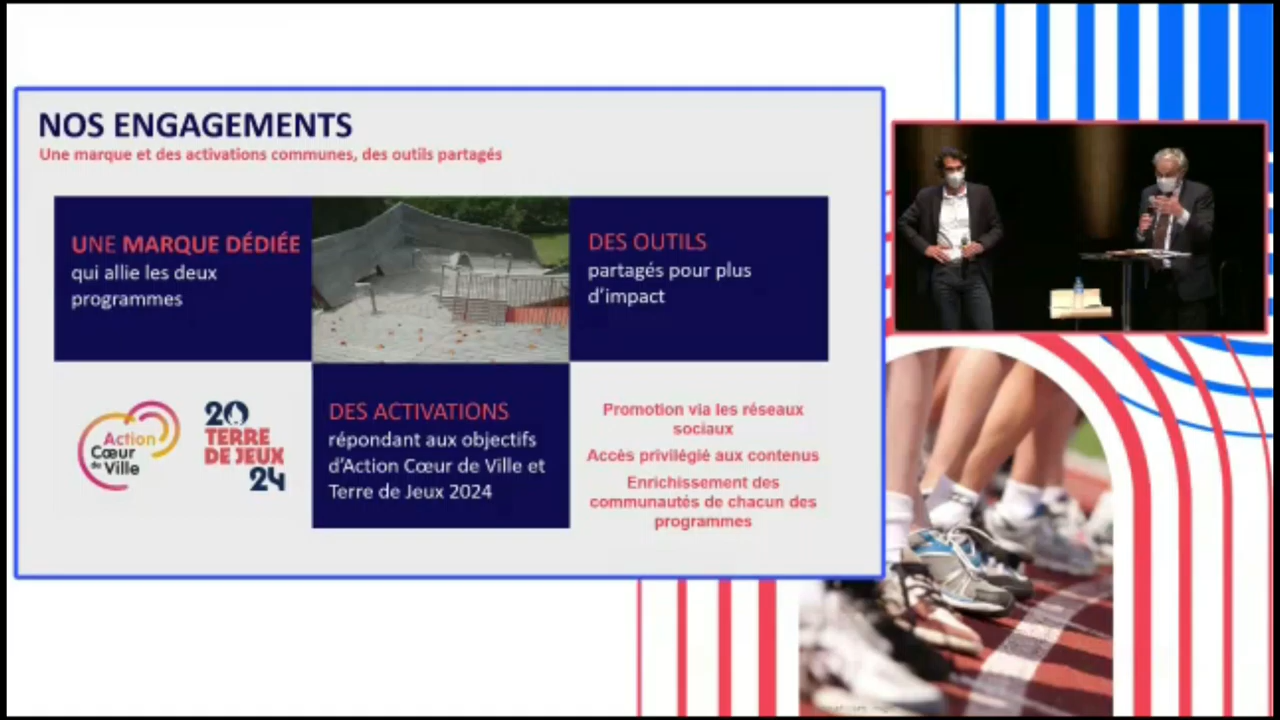 NOS ENGAGEMENTS
Une marque et des activations communes, des outils partagés
UNE MARQUE DÉDIÉE
qui allie les deux
programmes
DES OUTILS
partagés pour plus
d'impact
Action
Cœur
de Ville
20
TERRE
DE JEUX
24
DES ACTIVATIONS
répondant aux objectifs
d'Action Cœur de Ville et
Terre de Jeux 2024
Promotion via les réseaux
sociaux
Accès privilégié aux contenus
Enrichissement des
communautés de chacun des
programmes